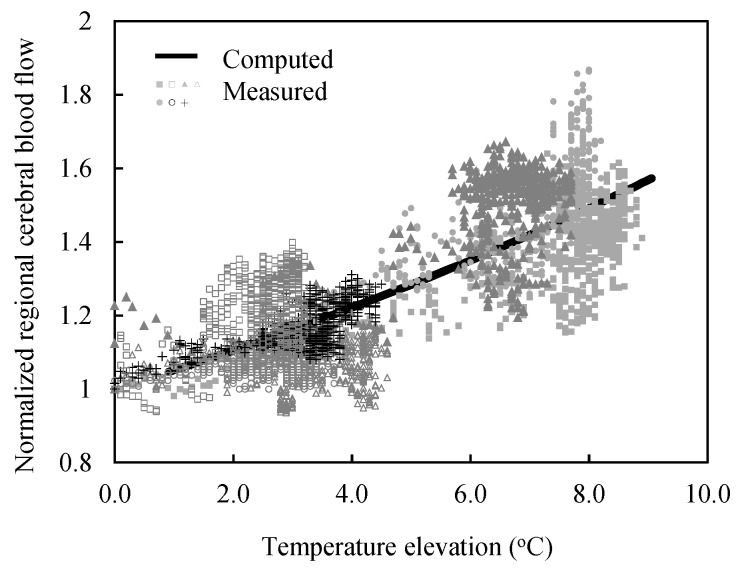 Normalized regional cerebral blood flow
2
1.8
1.6
1.4
1.2
1
0.8
Computed
Measured
0.0 2.0 4.0 6.0 8.0 10.0
Temperature elevation (ºC)